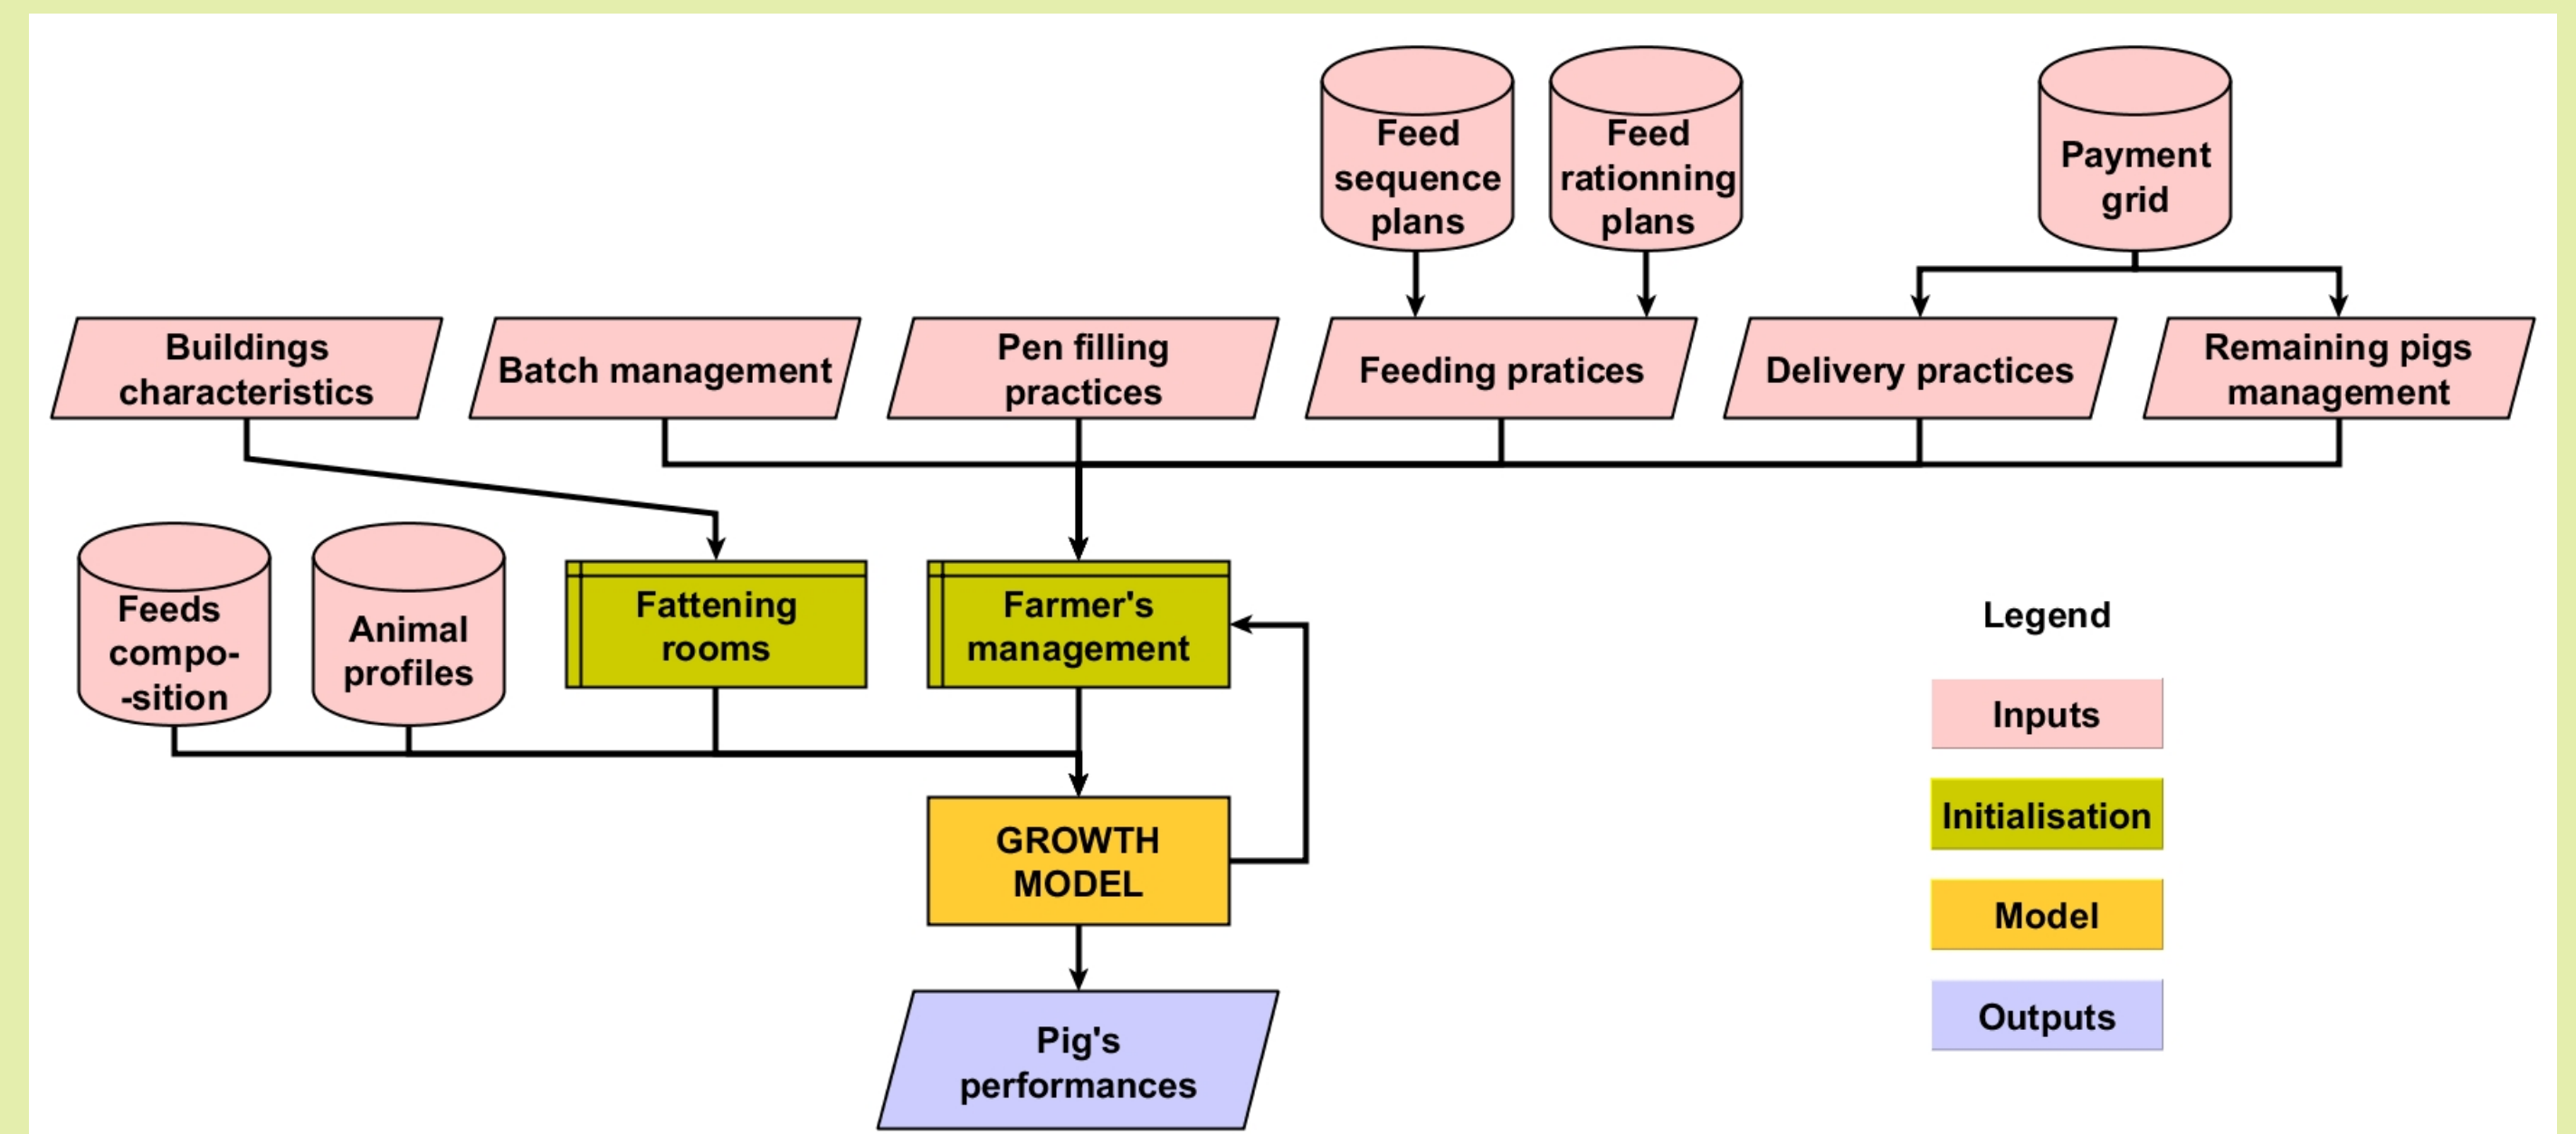 Feed
sequence
plans
Feed
rationning
plans
Payment
grid
Buildings
characteristics
Batch management
Pen filling
practices
Feeding pratices
Delivery practices
Remaining pigs
management
Feeds
compo-
-sition
Animal
profiles
Fattening
rooms
Farmer's
management
Legend
Inputs
Initialisation
Model
Outputs
GROWTH
MODEL
Pig's
performances